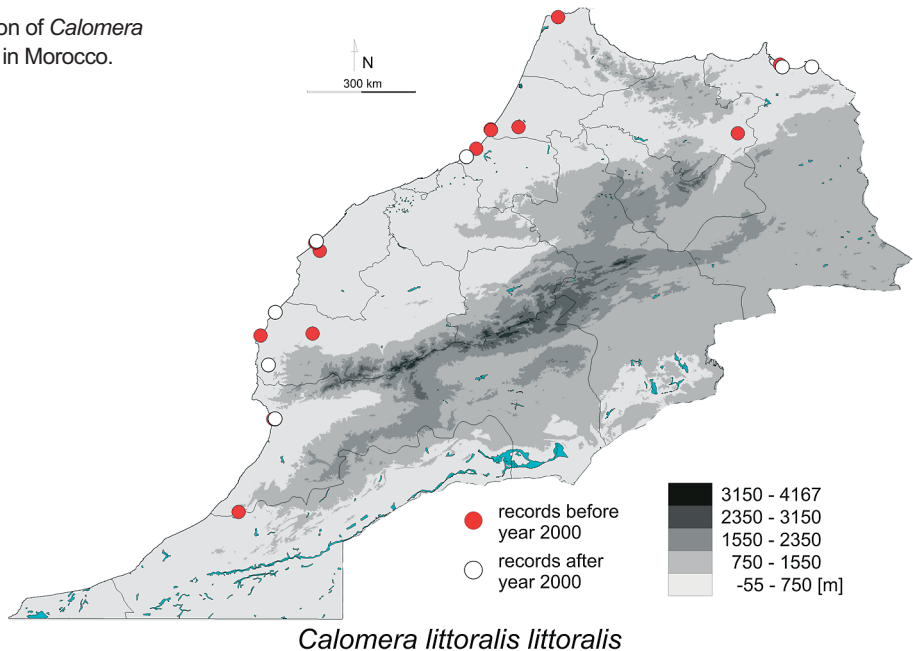 on of Calomera
in Morocco.
N
300 km
records before
year 2000
records after
year 2000
3150 - 4167
2350 - 3150
1550 - 2350
750 - 1550
-55 - 750 [m]
Calomera littoralis littoralis